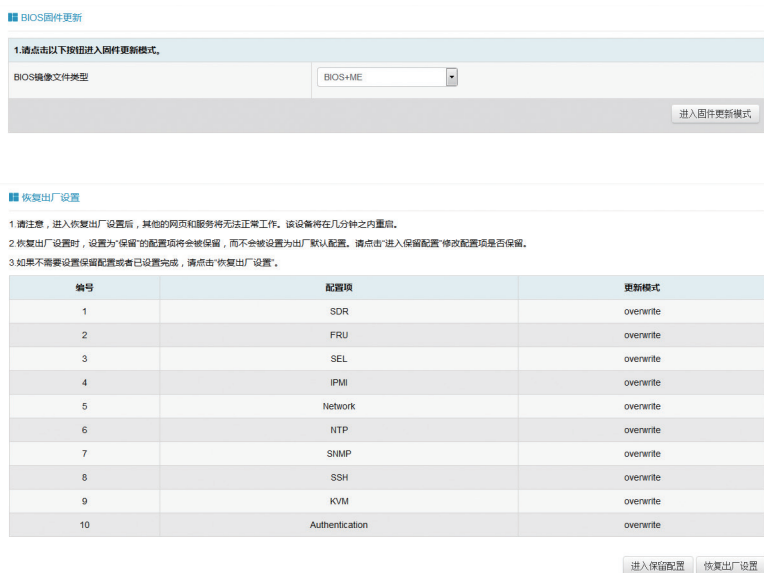 BIOS固件更新
1.请点击以下按钮进入固件更新模式。
BIOS镜像文件类型 BIOS+ME
进入固件更新模式
恢复出厂设置
1.请注意，进入恢复出厂设置后，其他的网页和服务将无法正常工作。该设备将在几分钟之内重启。
2.恢复出厂设置时，设置为“保留”的配置项将会被保留，而不会被设置为出厂默认配置。请点击“进入保留配置”修改配置项是否保留。
3.如果不需要设置保留配置或者已设置完成，请点击“恢复出厂设置”。
编号 配置项 更新模式
1 SDR overwrite
2 FRU overwrite
3 SEL overwrite
4 IPMI overwrite
5 Network overwrite
6 NTP overwrite
7 SNMP overwrite
8 SSH overwrite
9 KVM overwrite
10 Authentication overwrite
进入保留配置 恢复出厂设置